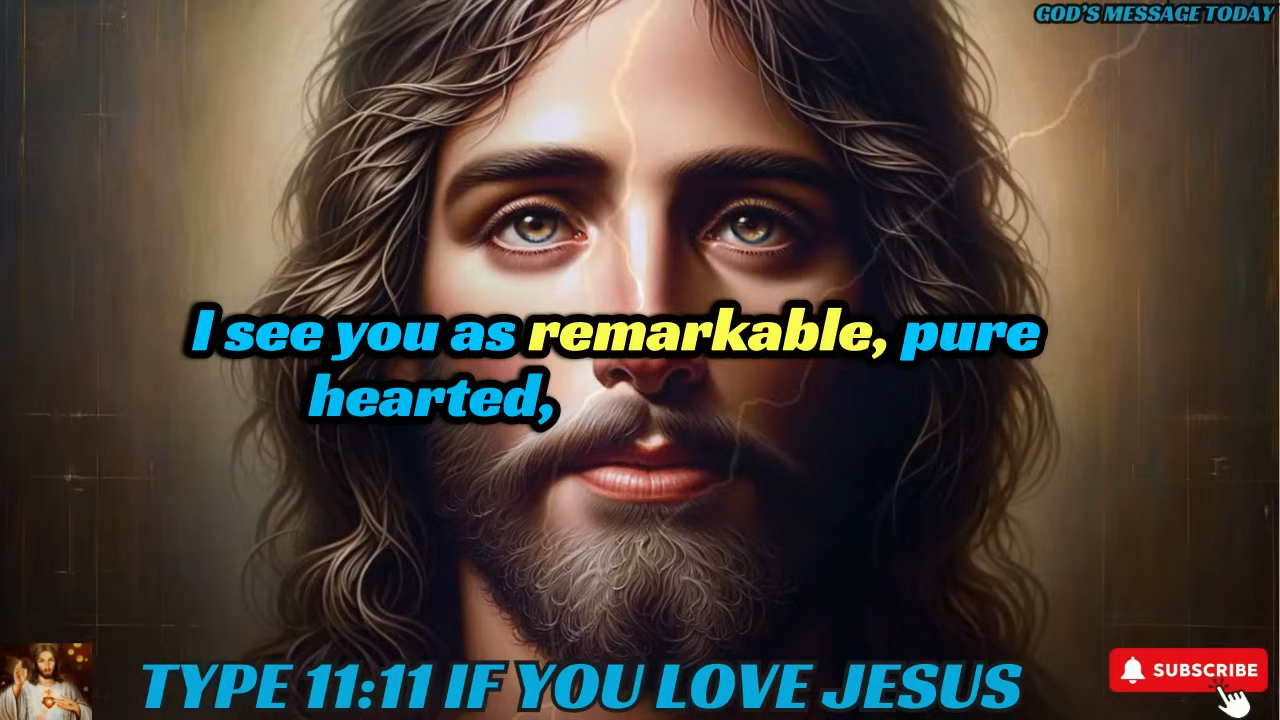 GOD'S MESSAGE TODAY
I see you as remarkable, pure
hearted,
TYPE 11:11 IF YOU LOVE JESUS
SUBSCRIBE